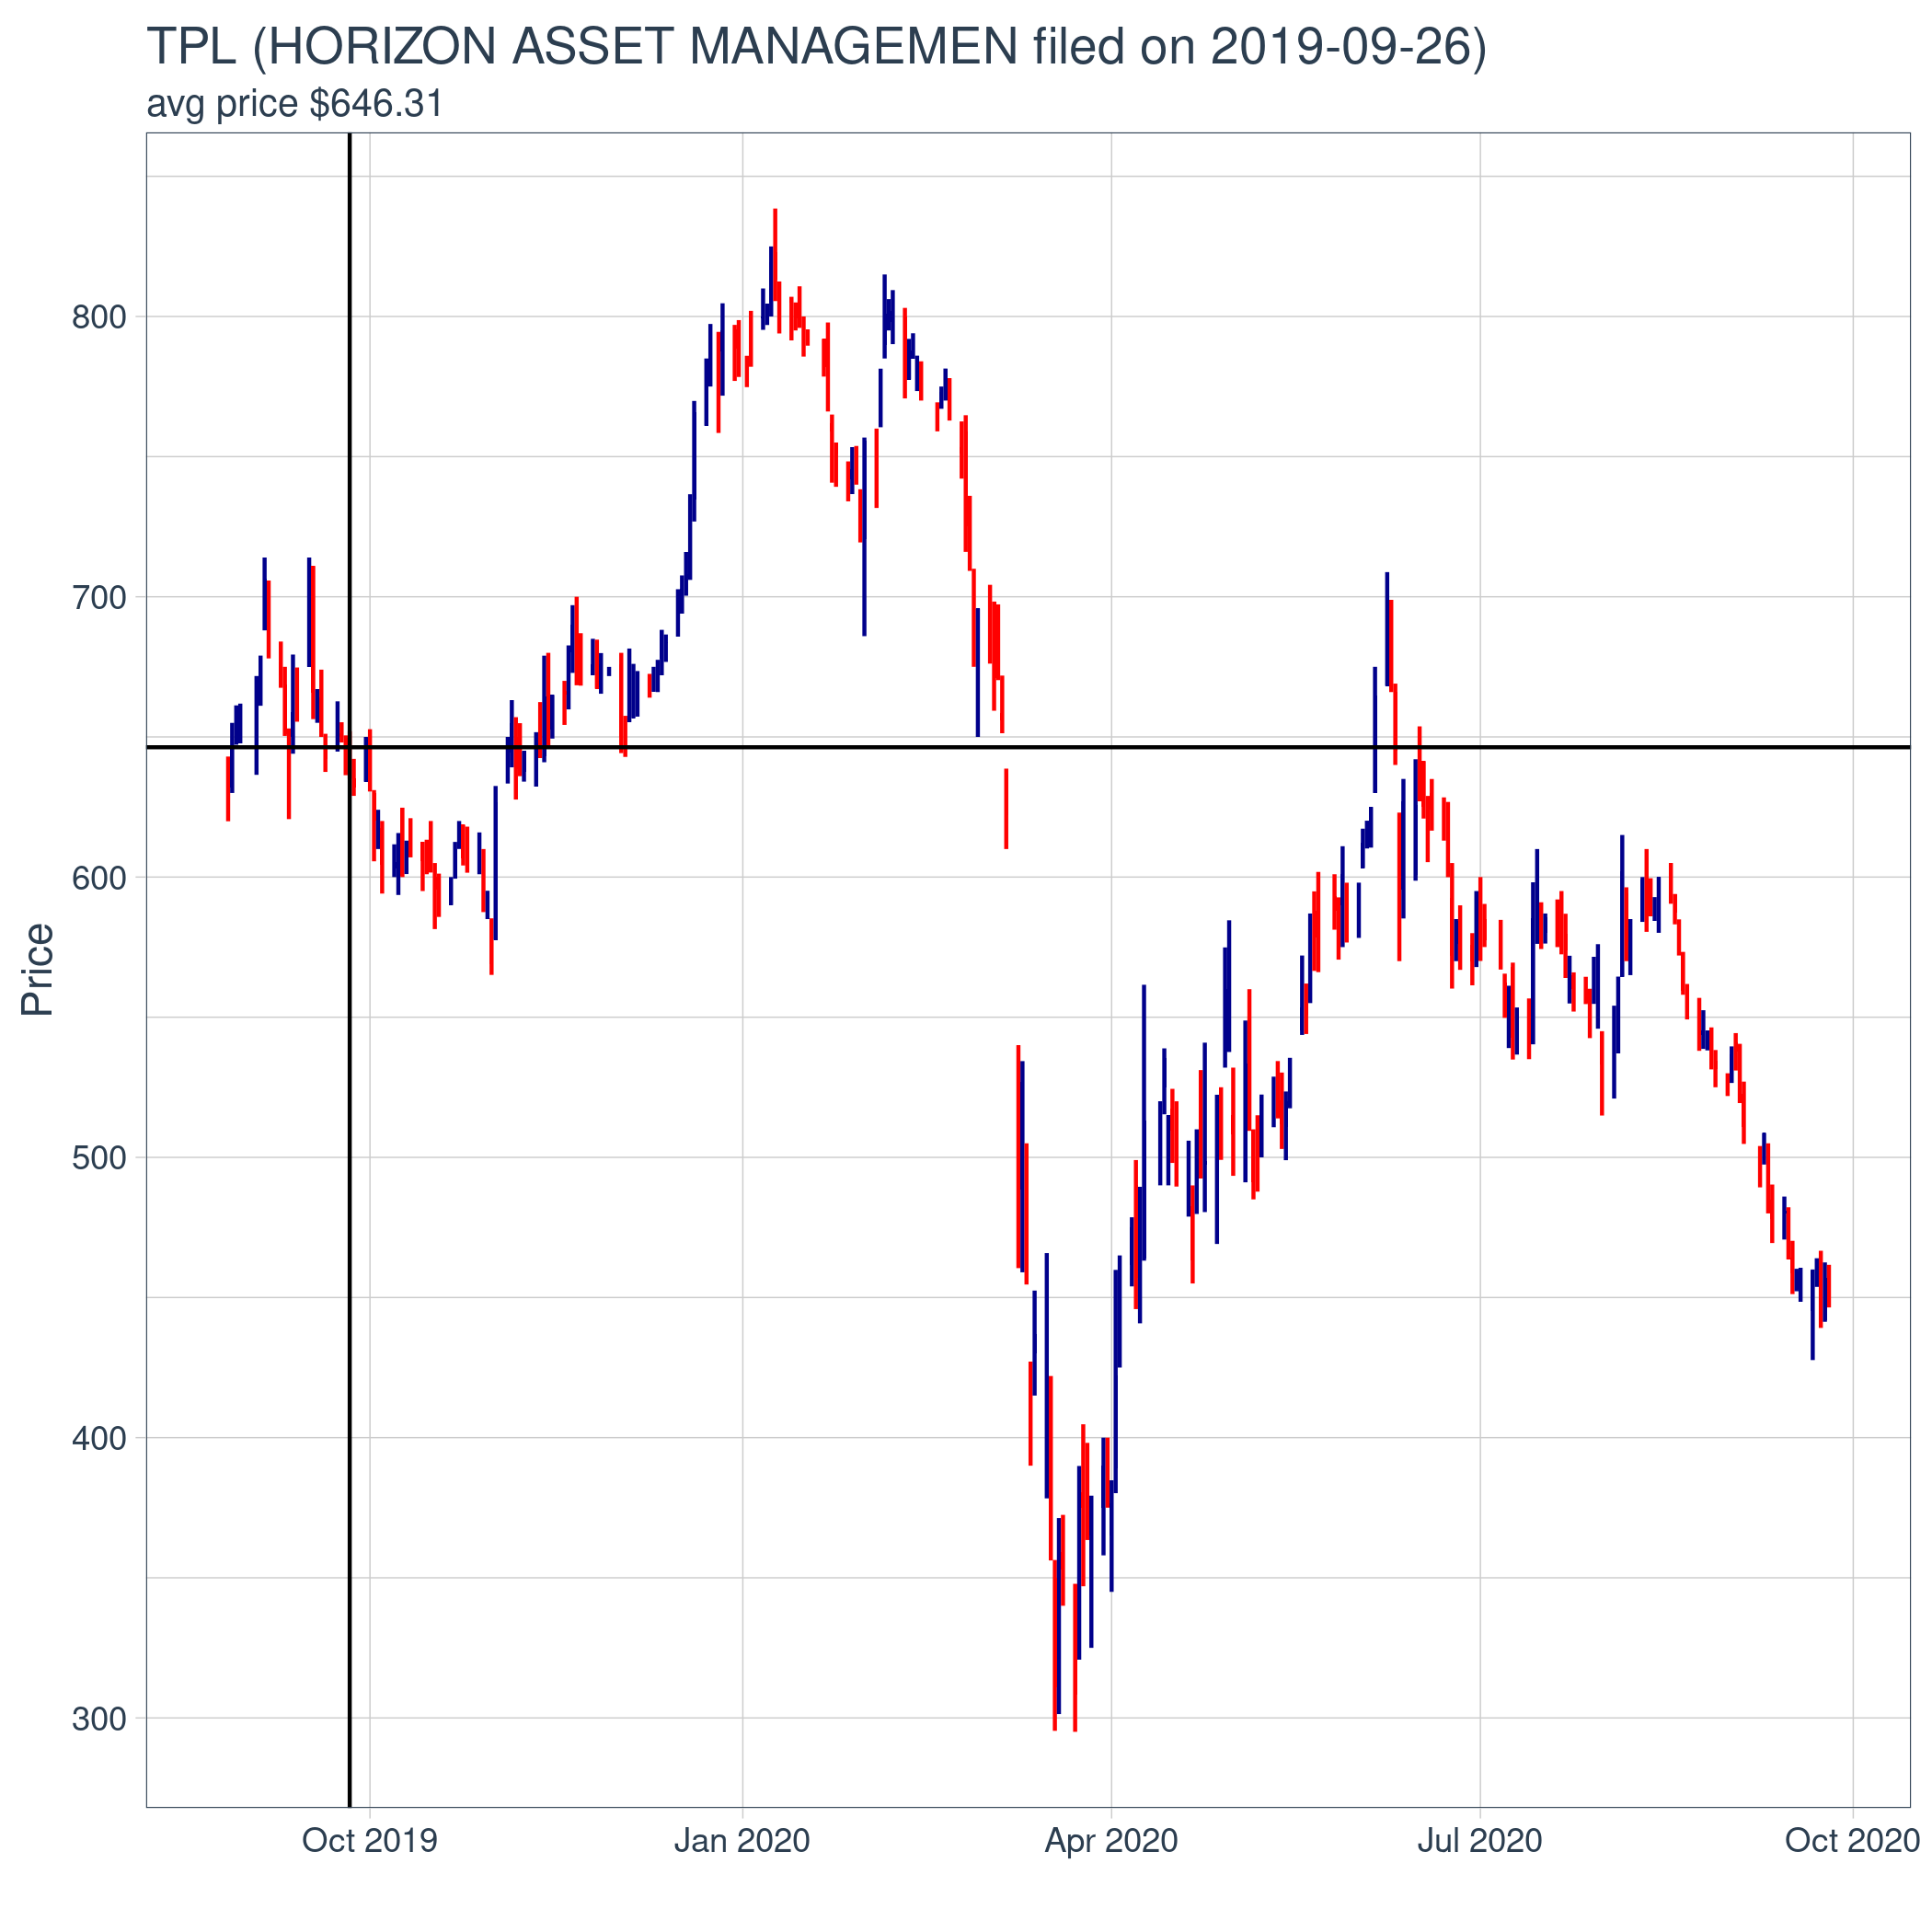 TPL (HORIZON ASSET MANAGEMEN filed on 2019-09-26)
avg price $646.31
800
700
600
500
400
300
Price
Oct 2019
Jan 2020
Apr 2020
Jul 2020
Oct 2020